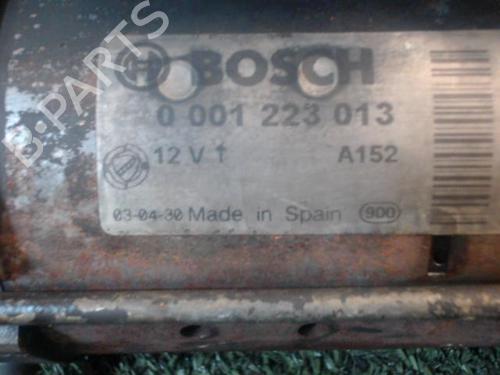 BOSCH
0 001 223 013
12 V ↑ A152
03-04-30 Made in Spain 900
B-PARTS